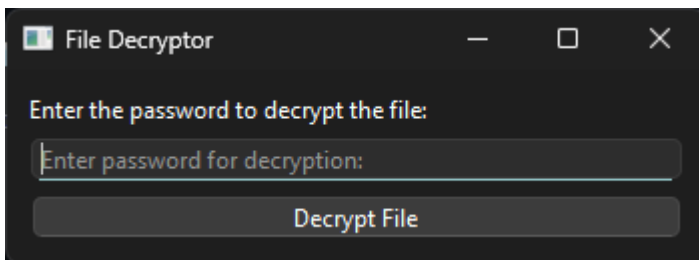 File Decryptor
Enter the password to decrypt the file:
Enter password for decryption:
Decrypt File